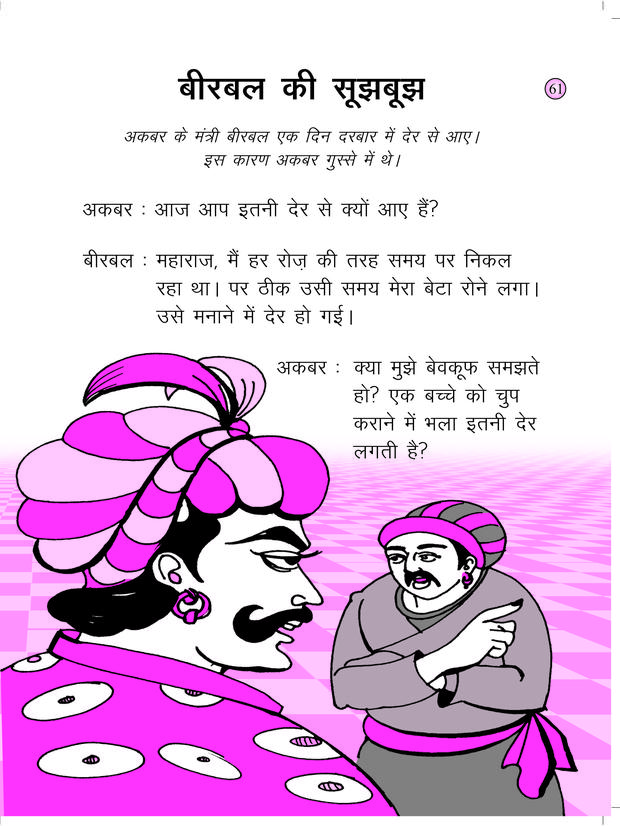 बीरबल की सूझबूझ
61
अकबर के मंत्री बीरबल एक दिन दरबार में देर से आए।
इस कारण अकबर गुस्से में थे।
अकबर : आज आप इतनी देर से क्यों आए हैं?
बीरबल : महाराज, मैं हर रोज़ की तरह समय पर निकल
रहा था। पर ठीक उसी समय मेरा बेटा रोने लगा।
उसे मनाने में देर हो गई।
अकबर : क्या मुझे बेवकूफ समझते
हो? एक बच्चे को चुप
कराने में भला इतनी देर
लगती है?